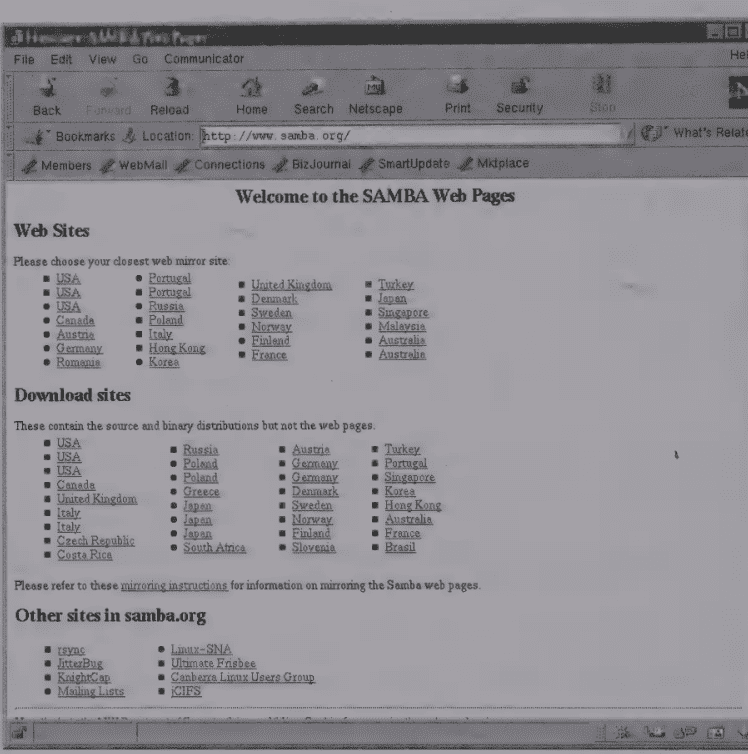 Netscape: SAMBA Web Pages
File Edit View Go Communicator Hel
Back Forward Reload Home Search Netscape Print Security Stop
Bookmarks Location: http://www.samba.org/ What's Relate
Members WebMail Connections BizJournal SmartUpdate Mktplace
Welcome to the SAMBA Web Pages
Web Sites
Please choose your closest web mirror site.
USA
USA
USA
Canada
Austria
Germany
Romania
Portugal
Portugal
Russia
Poland
Italy
Hong Kong
Korea
United Kingdom
Denmark
Sweden
Norway
Finland
France
Turkey
Japan
Singapore
Malaysia
Australia
Australia
Download sites
These contain the source and binary distributions but not the web pages.
USA
USA
USA
Canada
United Kingdom
Italy
Italy
Czech Republic
Costa Rica
Russia
Poland
Poland
Greece
Japan
Japan
Japan
South Africa
Austria
Germany
Germany
Denmark
Sweden
Norway
Finland
Slovenia
Turkey
Portugal
Singapore
Korea
Hong Kong
Australia
France
Brasil
Please refer to these mirroring instructions for information on mirroring the Samba web pages.
Other sites in samba.org
rsync
JitterBug
KnightCap
Mailing Lists
Linux-SNA
Ultimate Frisbee
Canberra Linux Users Group
jCIFS